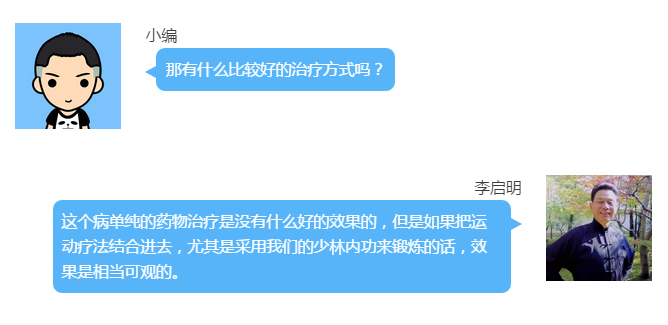 小编
那有什么比较好的治疗方式吗？
李启明
这个病单纯的药物治疗是没有什么好的效果的，但是如果把运
动疗法结合进去，尤其是采用我们的少林内功来锻炼的话，效
果是相当可观的。